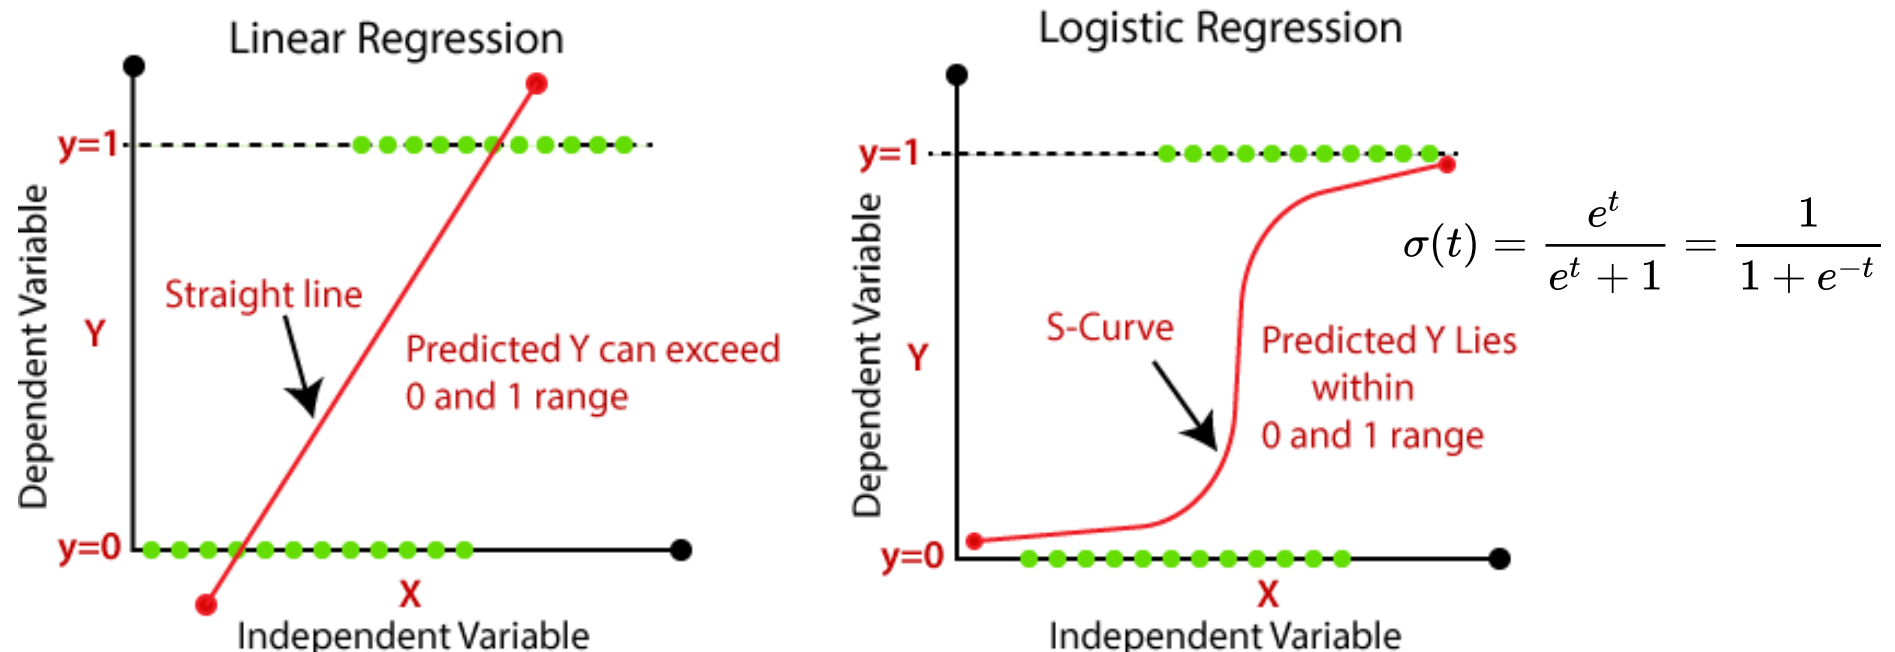 Linear Regression
y=1
Dependent Variable
Y
Straight line
Predicted Y can exceed
0 and 1 range
y=0
X
Independent Variable
Logistic Regression
y=1
Dependent Variable
Y
S-Curve
Predicted Y Lies
within
0 and 1 range
y=0
X
Independent Variable
σ(t) = e^t / (e^t + 1) = 1 / (1 + e^{-t})